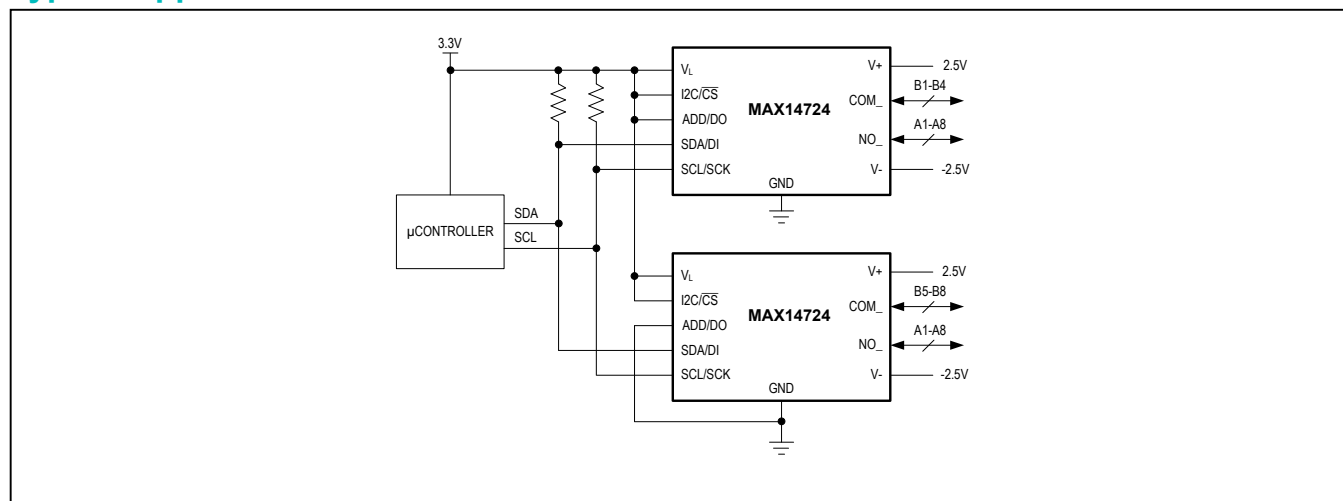 3.3V
VL
I2C/CS
ADD/DO
SDA/DI
SCL/SCK
MAX14724
GND
V+
COM_
NO_
V-
2.5V
B1-B4
A1-A8
-2.5V
µCONTROLLER
SDA
SCL
VL
I2C/CS
ADD/DO
SDA/DI
SCL/SCK
MAX14724
GND
V+
COM_
NO_
V-
2.5V
B5-B8
A1-A8
-2.5V